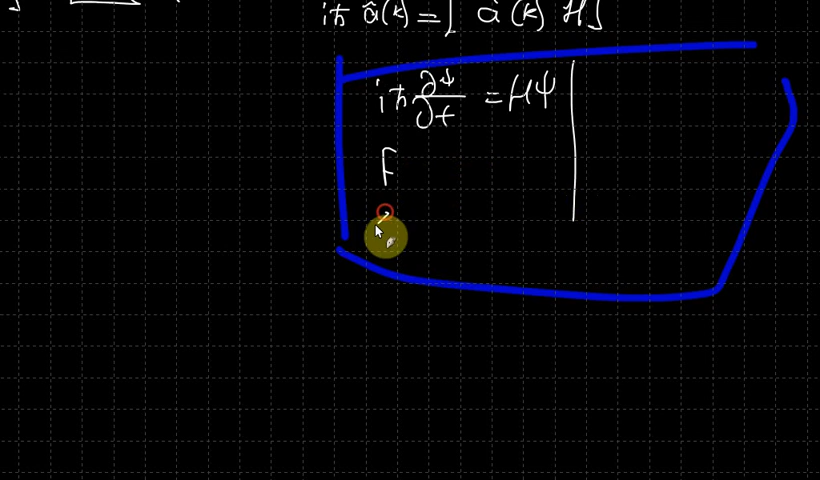 iħ â(k) = [ â(k) H]
iħ ∂ψ/∂t = Hψ
F